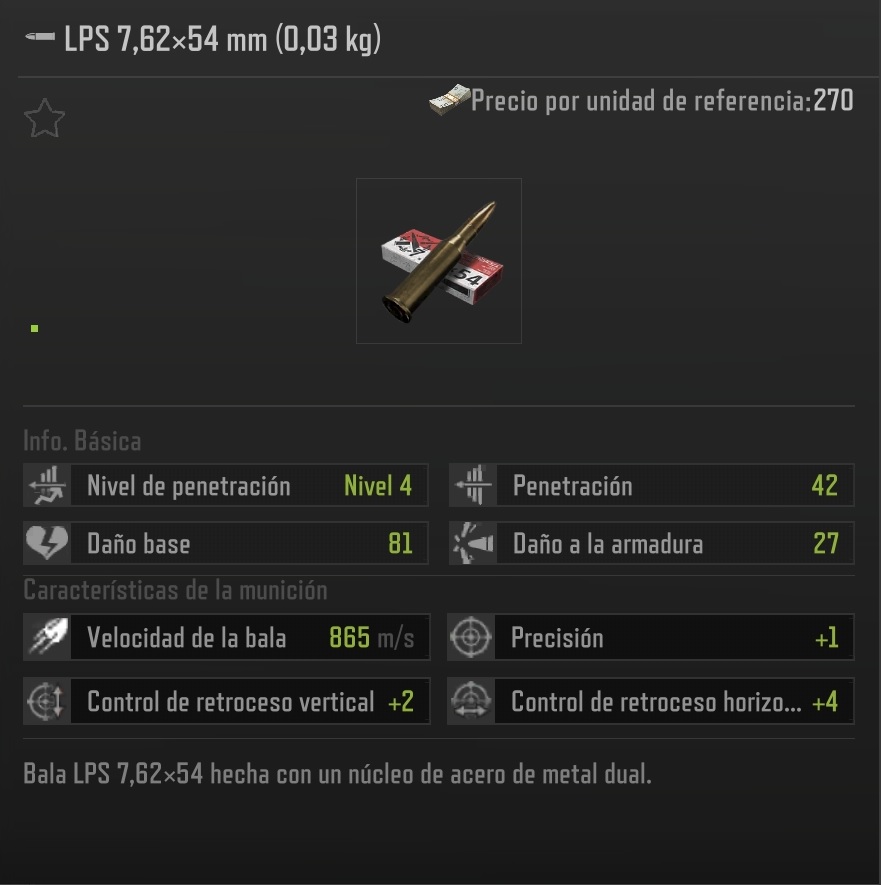 LPS 7,62×54 mm (0,03 kg)
Precio por unidad de referencia:270
54
Info. Básica
Nivel de penetración Nivel 4
Penetración 42
Daño base 81
Daño a la armadura 27
Características de la munición
Velocidad de la bala 865 m/s
Precisión +1
Control de retroceso vertical +2
Control de retroceso horizo... +4
Bala LPS 7,62×54 hecha con un núcleo de acero de metal dual.